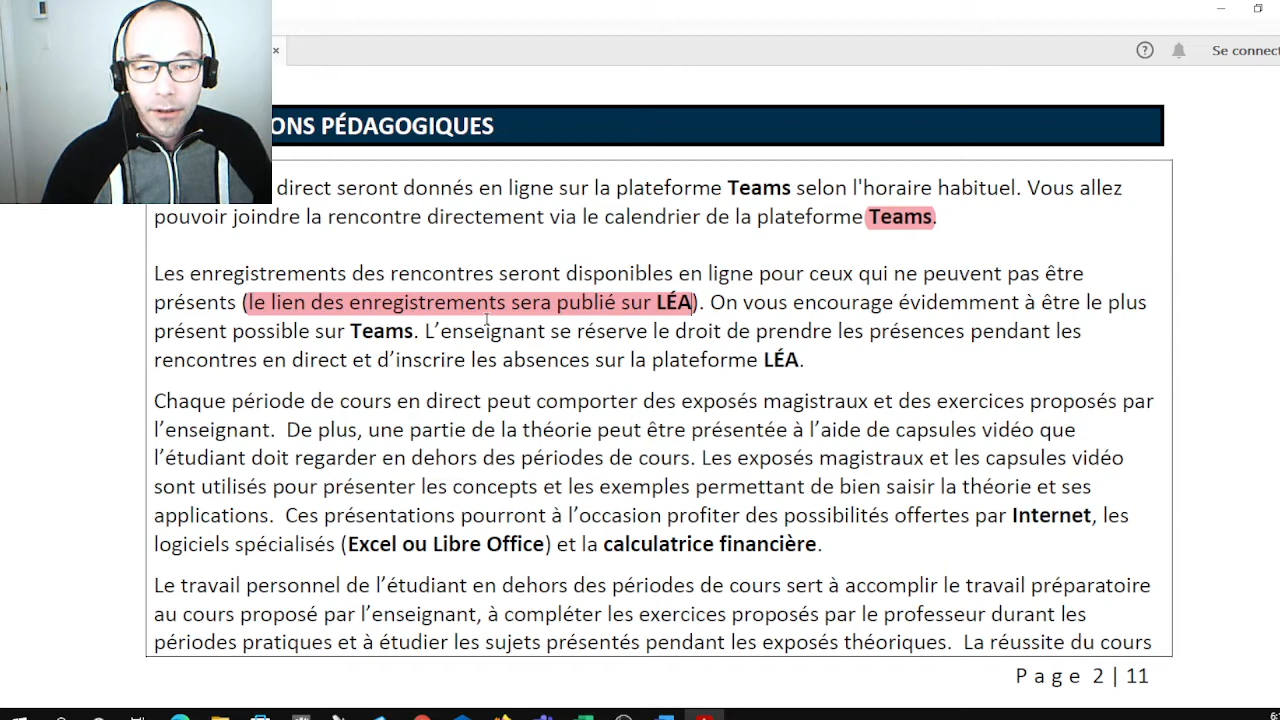 Se connect
ONS PÉDAGOGIQUES
direct seront donnés en ligne sur la plateforme Teams selon l'horaire habituel. Vous allez
pouvoir joindre la rencontre directement via le calendrier de la plateforme Teams.
Les enregistrements des rencontres seront disponibles en ligne pour ceux qui ne peuvent pas être
présents (le lien des enregistrements sera publié sur LÉA). On vous encourage évidemment à être le plus
présent possible sur Teams. L’enseignant se réserve le droit de prendre les présences pendant les
rencontres en direct et d’inscrire les absences sur la plateforme LÉA.
Chaque période de cours en direct peut comporter des exposés magistraux et des exercices proposés par
l’enseignant.  De plus, une partie de la théorie peut être présentée à l’aide de capsules vidéo que
l’étudiant doit regarder en dehors des périodes de cours. Les exposés magistraux et les capsules vidéo
sont utilisés pour présenter les concepts et les exemples permettant de bien saisir la théorie et ses
applications.  Ces présentations pourront à l’occasion profiter des possibilités offertes par Internet, les
logiciels spécialisés (Excel ou Libre Office) et la calculatrice financière.
Le travail personnel de l’étudiant en dehors des périodes de cours sert à accomplir le travail préparatoire
au cours proposé par l’enseignant, à compléter les exercices proposés par le professeur durant les
périodes pratiques et à étudier les sujets présentés pendant les exposés théoriques.  La réussite du cours
Page 2 | 11